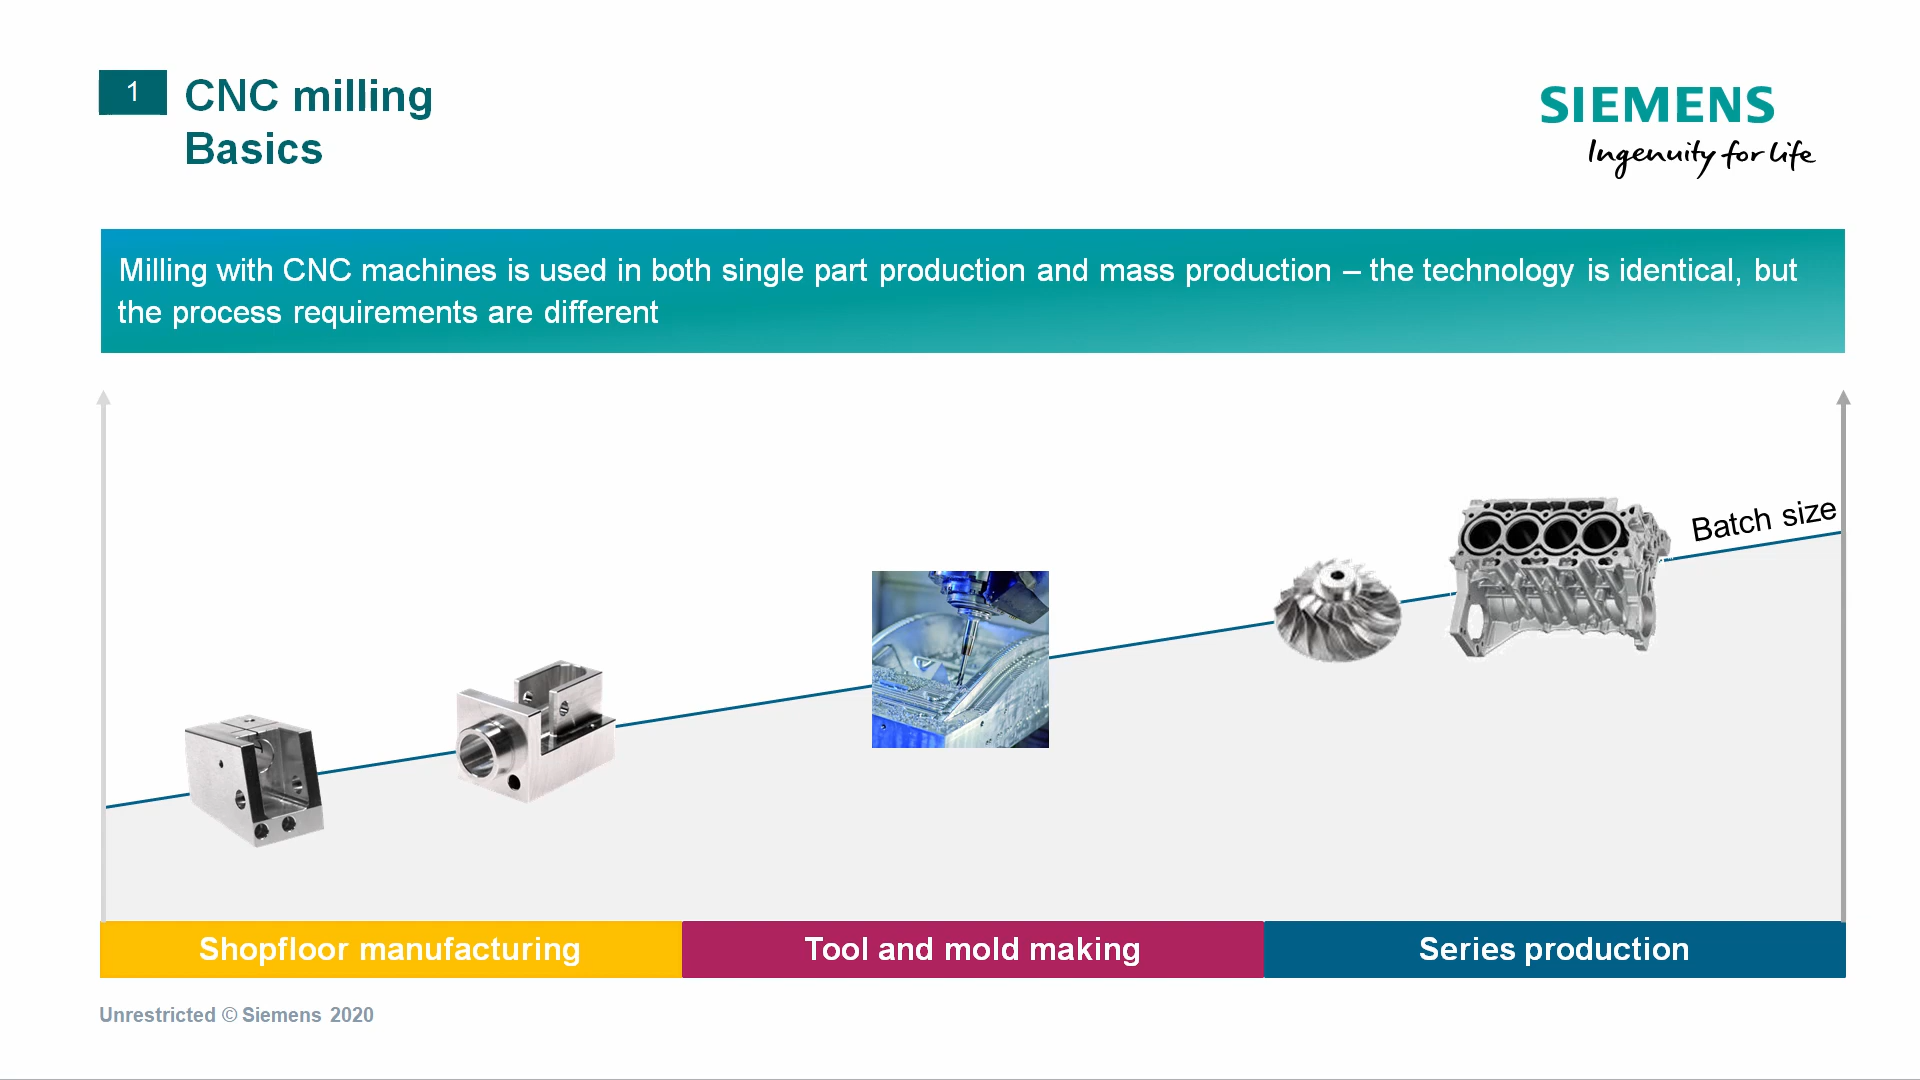 1
CNC milling
Basics
SIEMENS
Ingenuity for life
Milling with CNC machines is used in both single part production and mass production – the technology is identical, but
the process requirements are different
Batch size
Shopfloor manufacturing
Tool and mold making
Series production
Unrestricted © Siemens 2020